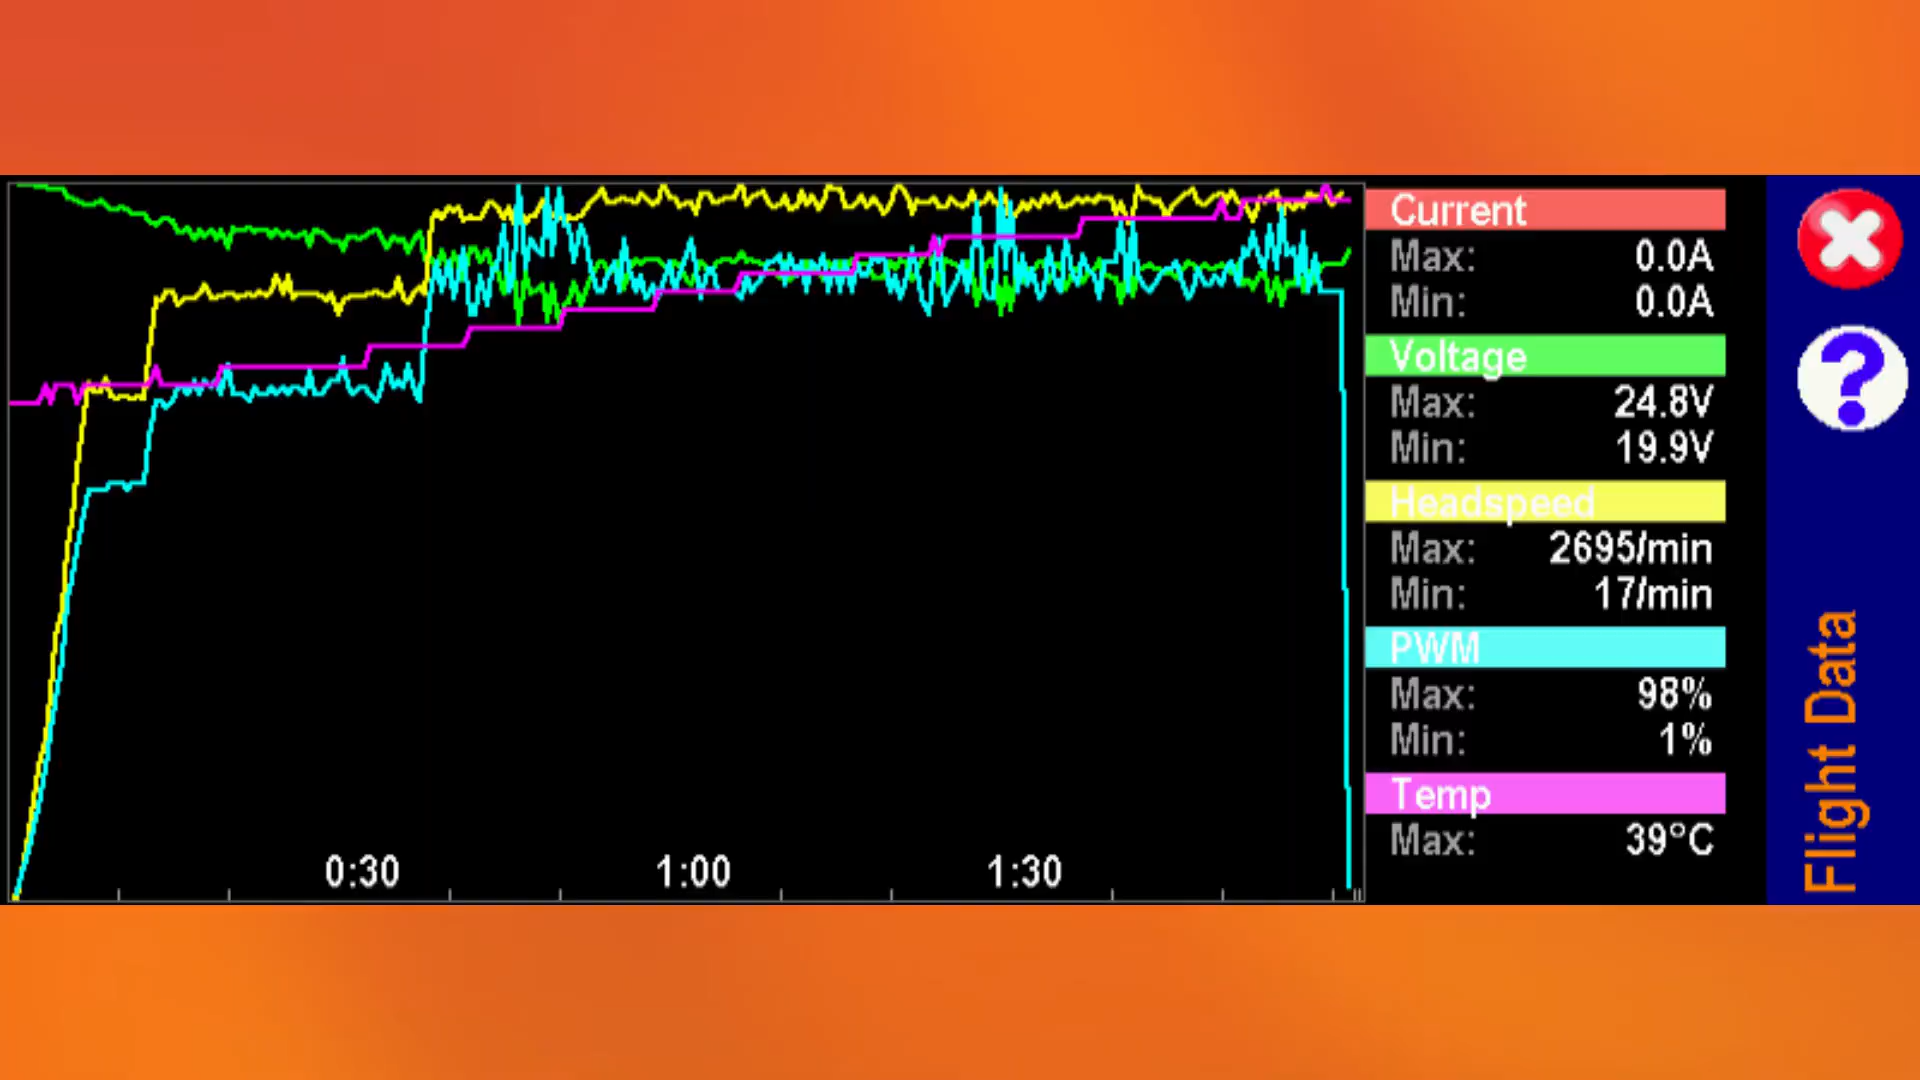 0:30 1:00 1:30
Current
Max: 0.0A
Min: 0.0A
Voltage
Max: 24.8V
Min: 19.9V
Headspeed
Max: 2695/min
Min: 17/min
PWM
Max: 98%
Min: 1%
Temp
Max: 39°C
?
Flight Data